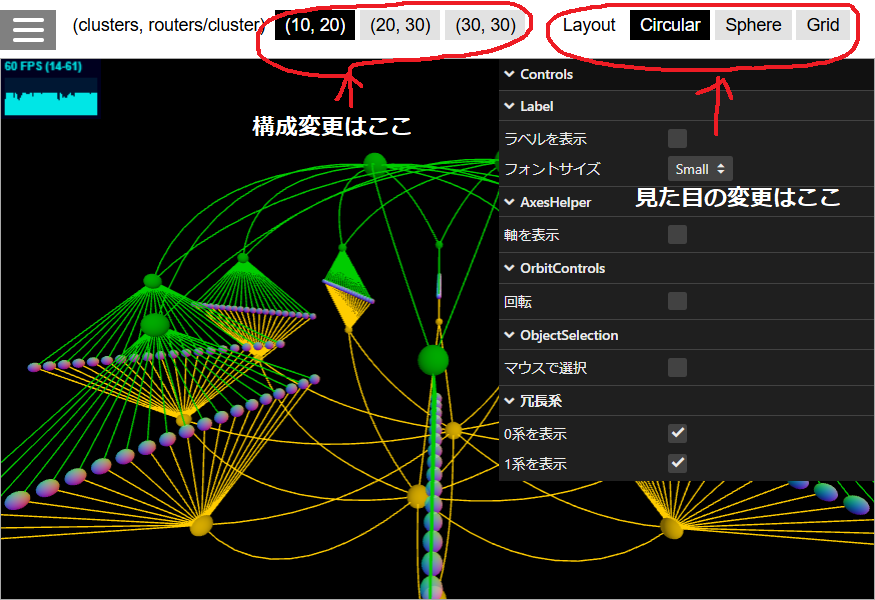 (clusters, routers/cluster) (10, 20) (20, 30) (30, 30) Layout Circular Sphere Grid
60 FPS (14-61)
構成変更はここ
Controls
Label
ラベルを表示
フォントサイズ Small
見た目の変更はここ
AxesHelper
軸を表示
OrbitControls
回転
ObjectSelection
マウスで選択
冗長系
0系を表示
1系を表示